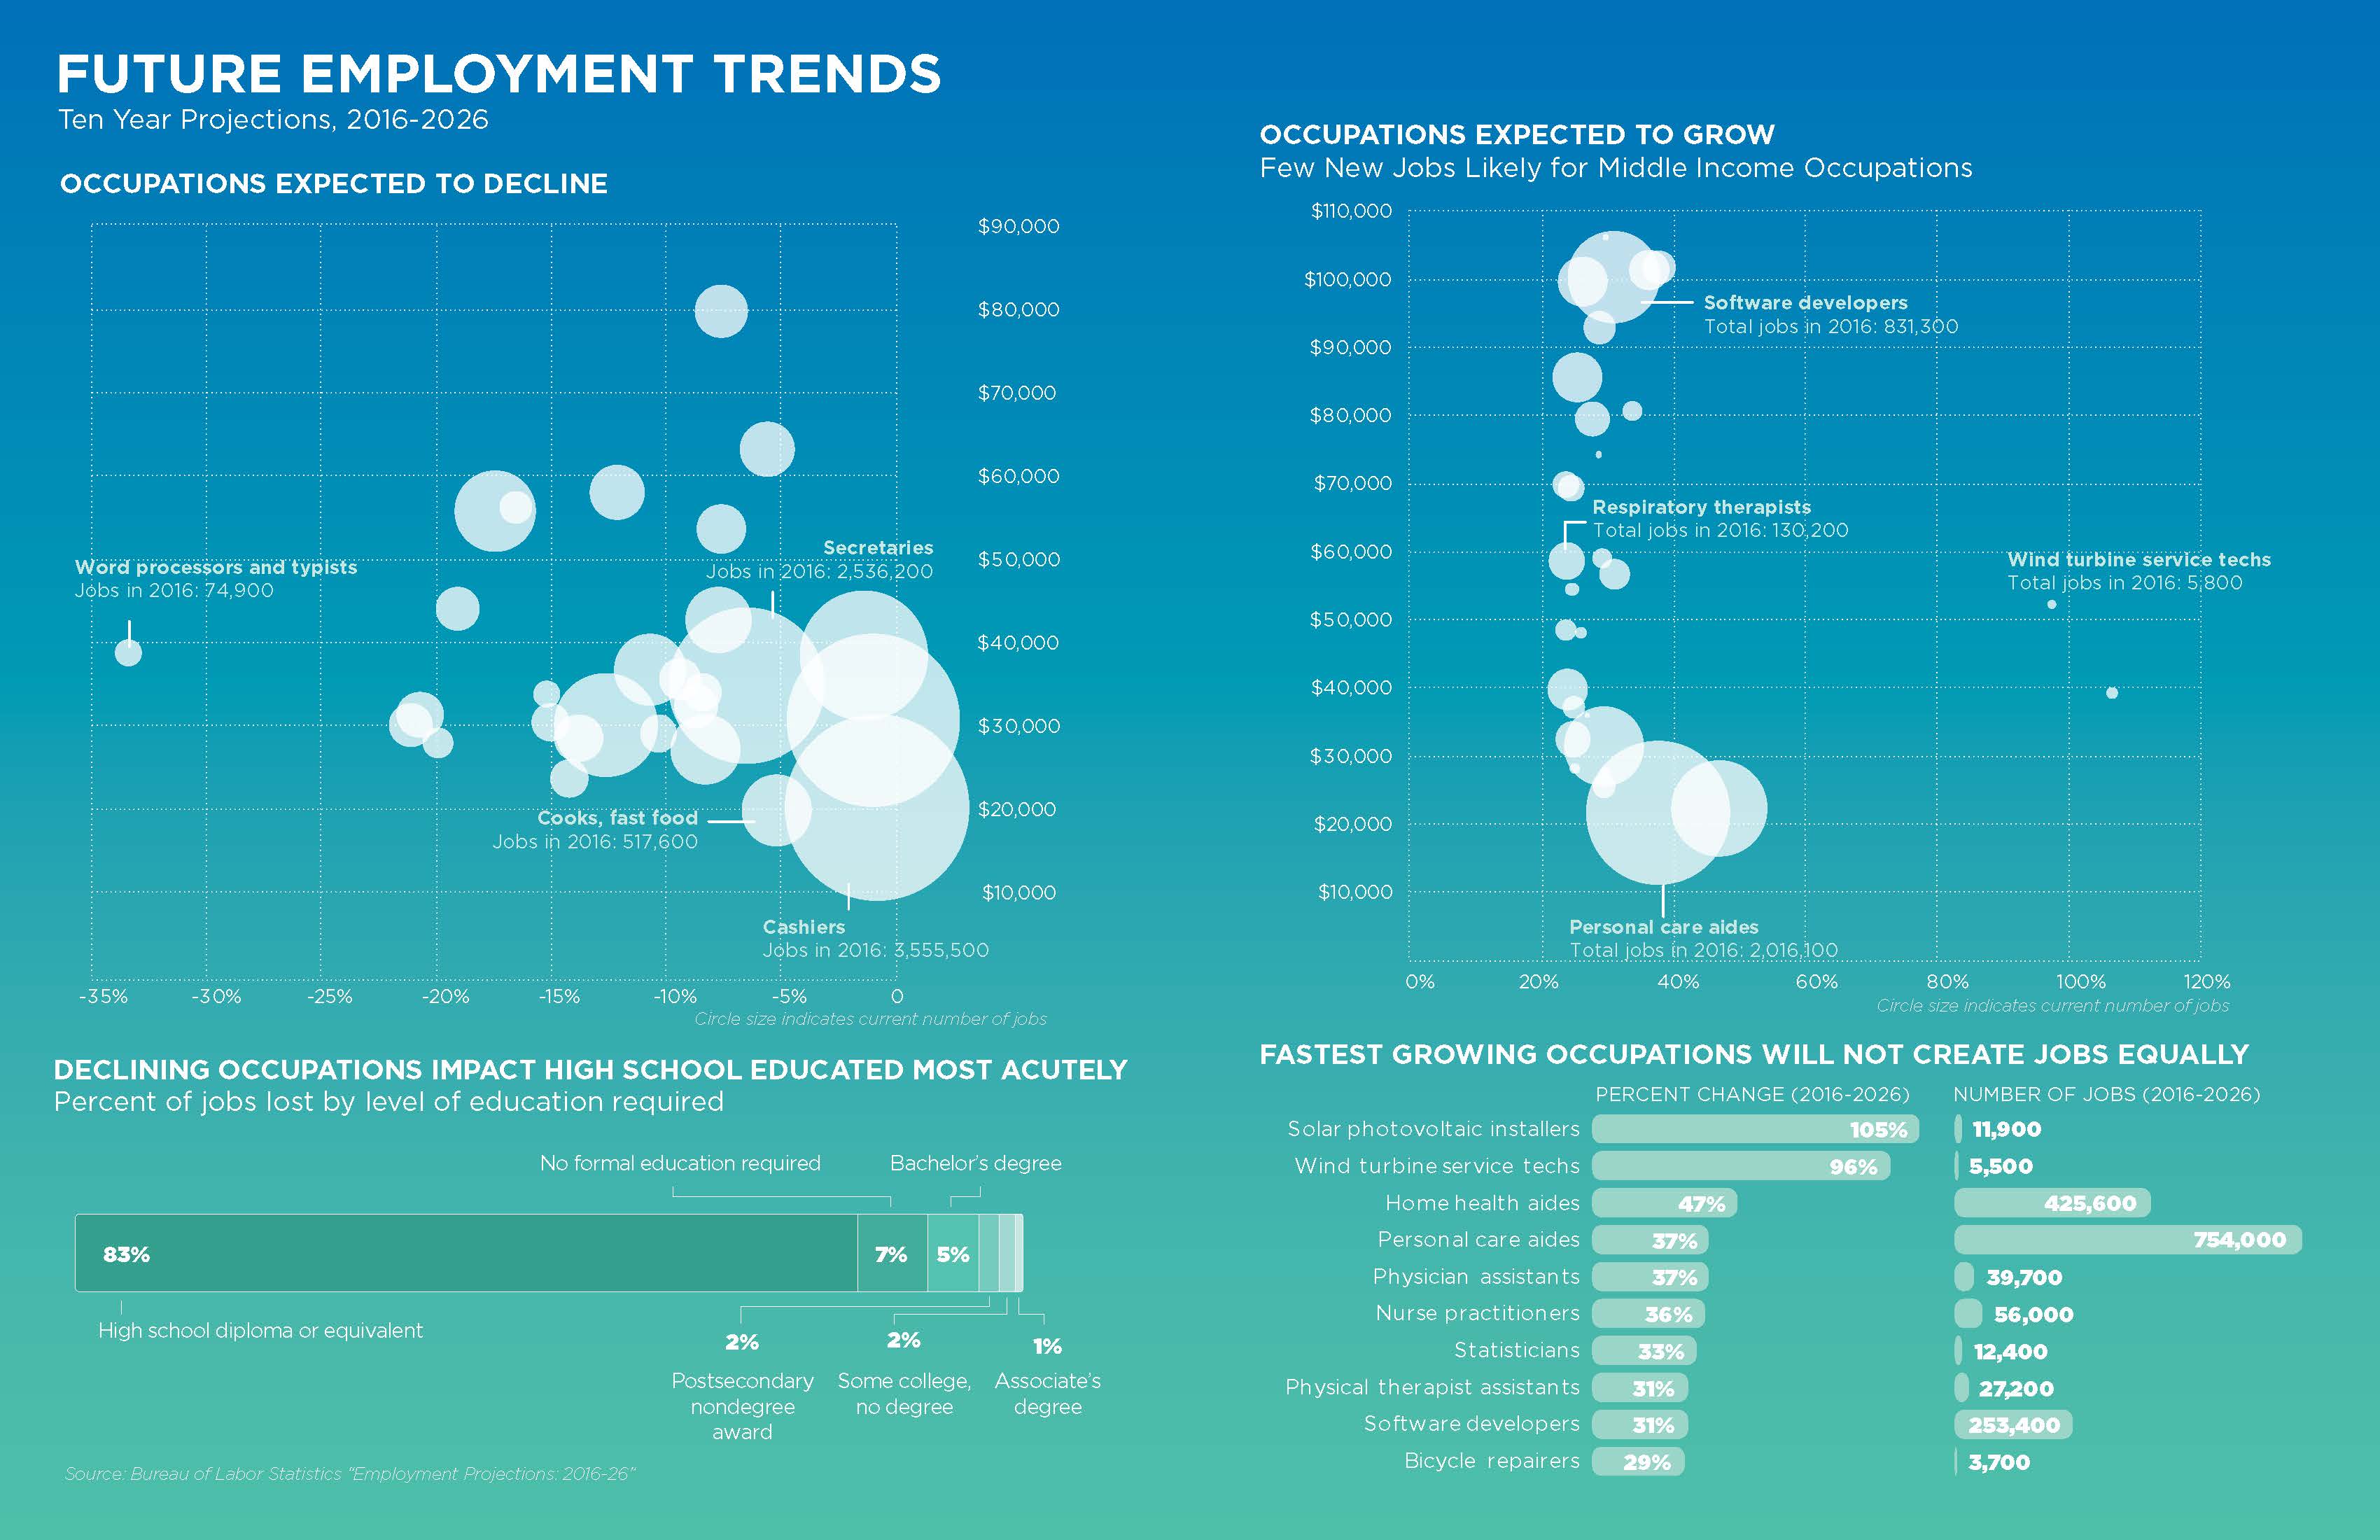 FUTURE EMPLOYMENT TRENDS
Ten Year Projections, 2016-2026
OCCUPATIONS EXPECTED TO DECLINE
$90,000
$80,000
$70,000
$60,000
$50,000
$40,000
$30,000
$20,000
$10,000
Word processors and typists
Jobs in 2016: 74,900
Secretaries
Jobs in 2016: 2,536,200
Cooks, fast food
Jobs in 2016: 517,600
Cashiers
Jobs in 2016: 3,555,500
-35% -30% -25% -20% -15% -10% -5% 0
Circle size indicates current number of jobs
OCCUPATIONS EXPECTED TO GROW
Few New Jobs Likely for Middle Income Occupations
$110,000
$100,000
$90,000
$80,000
$70,000
$60,000
$50,000
$40,000
$30,000
$20,000
$10,000
Software developers
Total jobs in 2016: 831,300
Respiratory therapists
Total jobs in 2016: 130,200
Wind turbine service techs
Total jobs in 2016: 5,800
Personal care aides
Total jobs in 2016: 2,016,100
0% 20% 40% 60% 80% 100% 120%
Circle size indicates current number of jobs
DECLINING OCCUPATIONS IMPACT HIGH SCHOOL EDUCATED MOST ACUTELY
Percent of jobs lost by level of education required
No formal education required Bachelor's degree
83% 7% 5%
High school diploma or equivalent
2% 2% 1%
Postsecondary
nondegree
award
Some college,
no degree
Associate's
degree
Source: Bureau of Labor Statistics "Employment Projections: 2016-26"
FASTEST GROWING OCCUPATIONS WILL NOT CREATE JOBS EQUALLY
PERCENT CHANGE (2016-2026) NUMBER OF JOBS (2016-2026)
Solar photovoltaic installers 105% 11,900
Wind turbine service techs 96% 5,500
Home health aides 47% 425,600
Personal care aides 37% 754,000
Physician assistants 37% 39,700
Nurse practitioners 36% 56,000
Statisticians 33% 12,400
Physical therapist assistants 31% 27,200
Software developers 31% 253,400
Bicycle repairers 29% 3,700